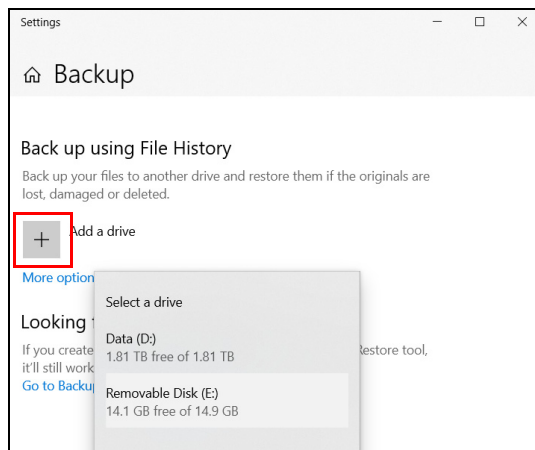 Settings
Backup
Back up using File History
Back up your files to another drive and restore them if the originals are
lost, damaged or deleted.
Add a drive
More option
Select a drive
Looking
Data (D:)
If you create
Restore tool,
1.81 TB free of 1.81 TB
it'll still work
Go to Backu
Removable Disk (E:)
14.1 GB free of 14.9 GB